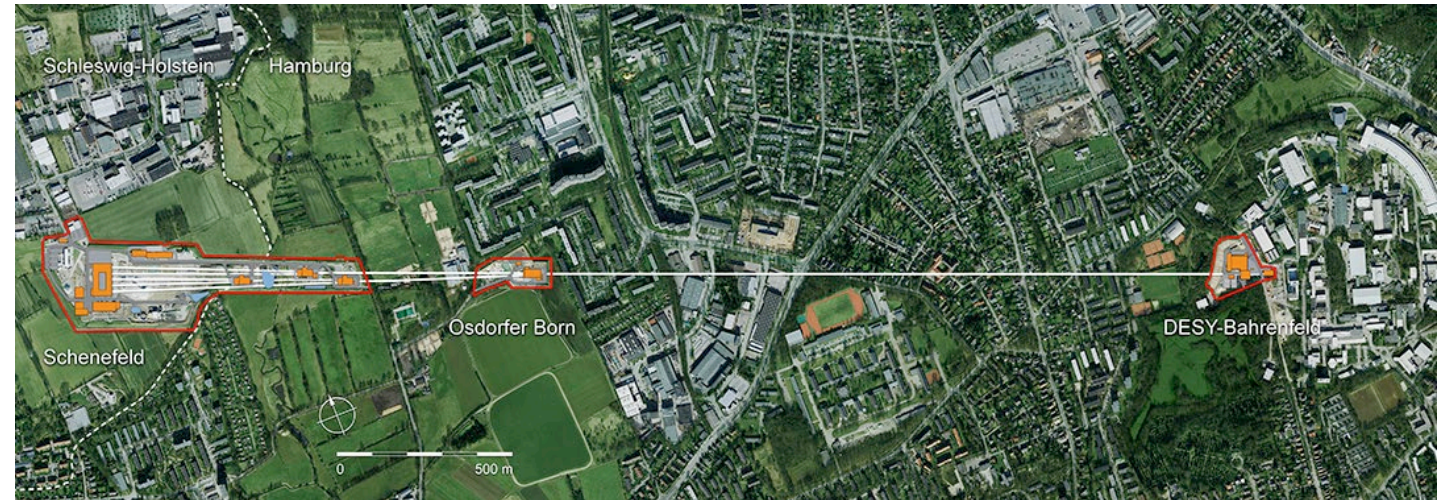 Schleswig-Holstein
Hamburg
Schenefeld
Osdorfer Born
DESY-Bahrenfeld
0
500 m